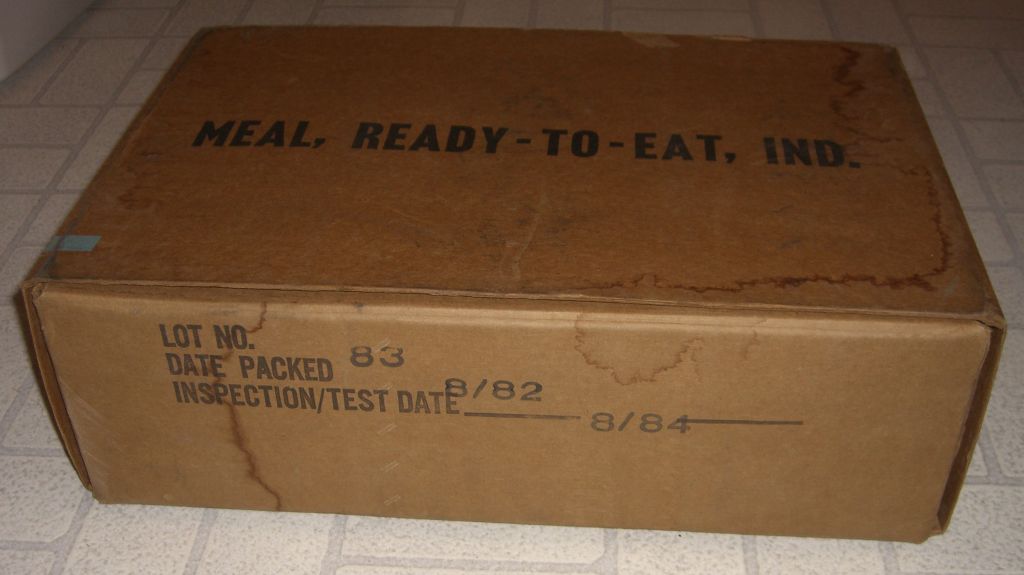 MEAL, READY-TO-EAT, IND.
LOT NO. 83
DATE PACKED 8/82
INSPECTION/TEST DATE 8/84